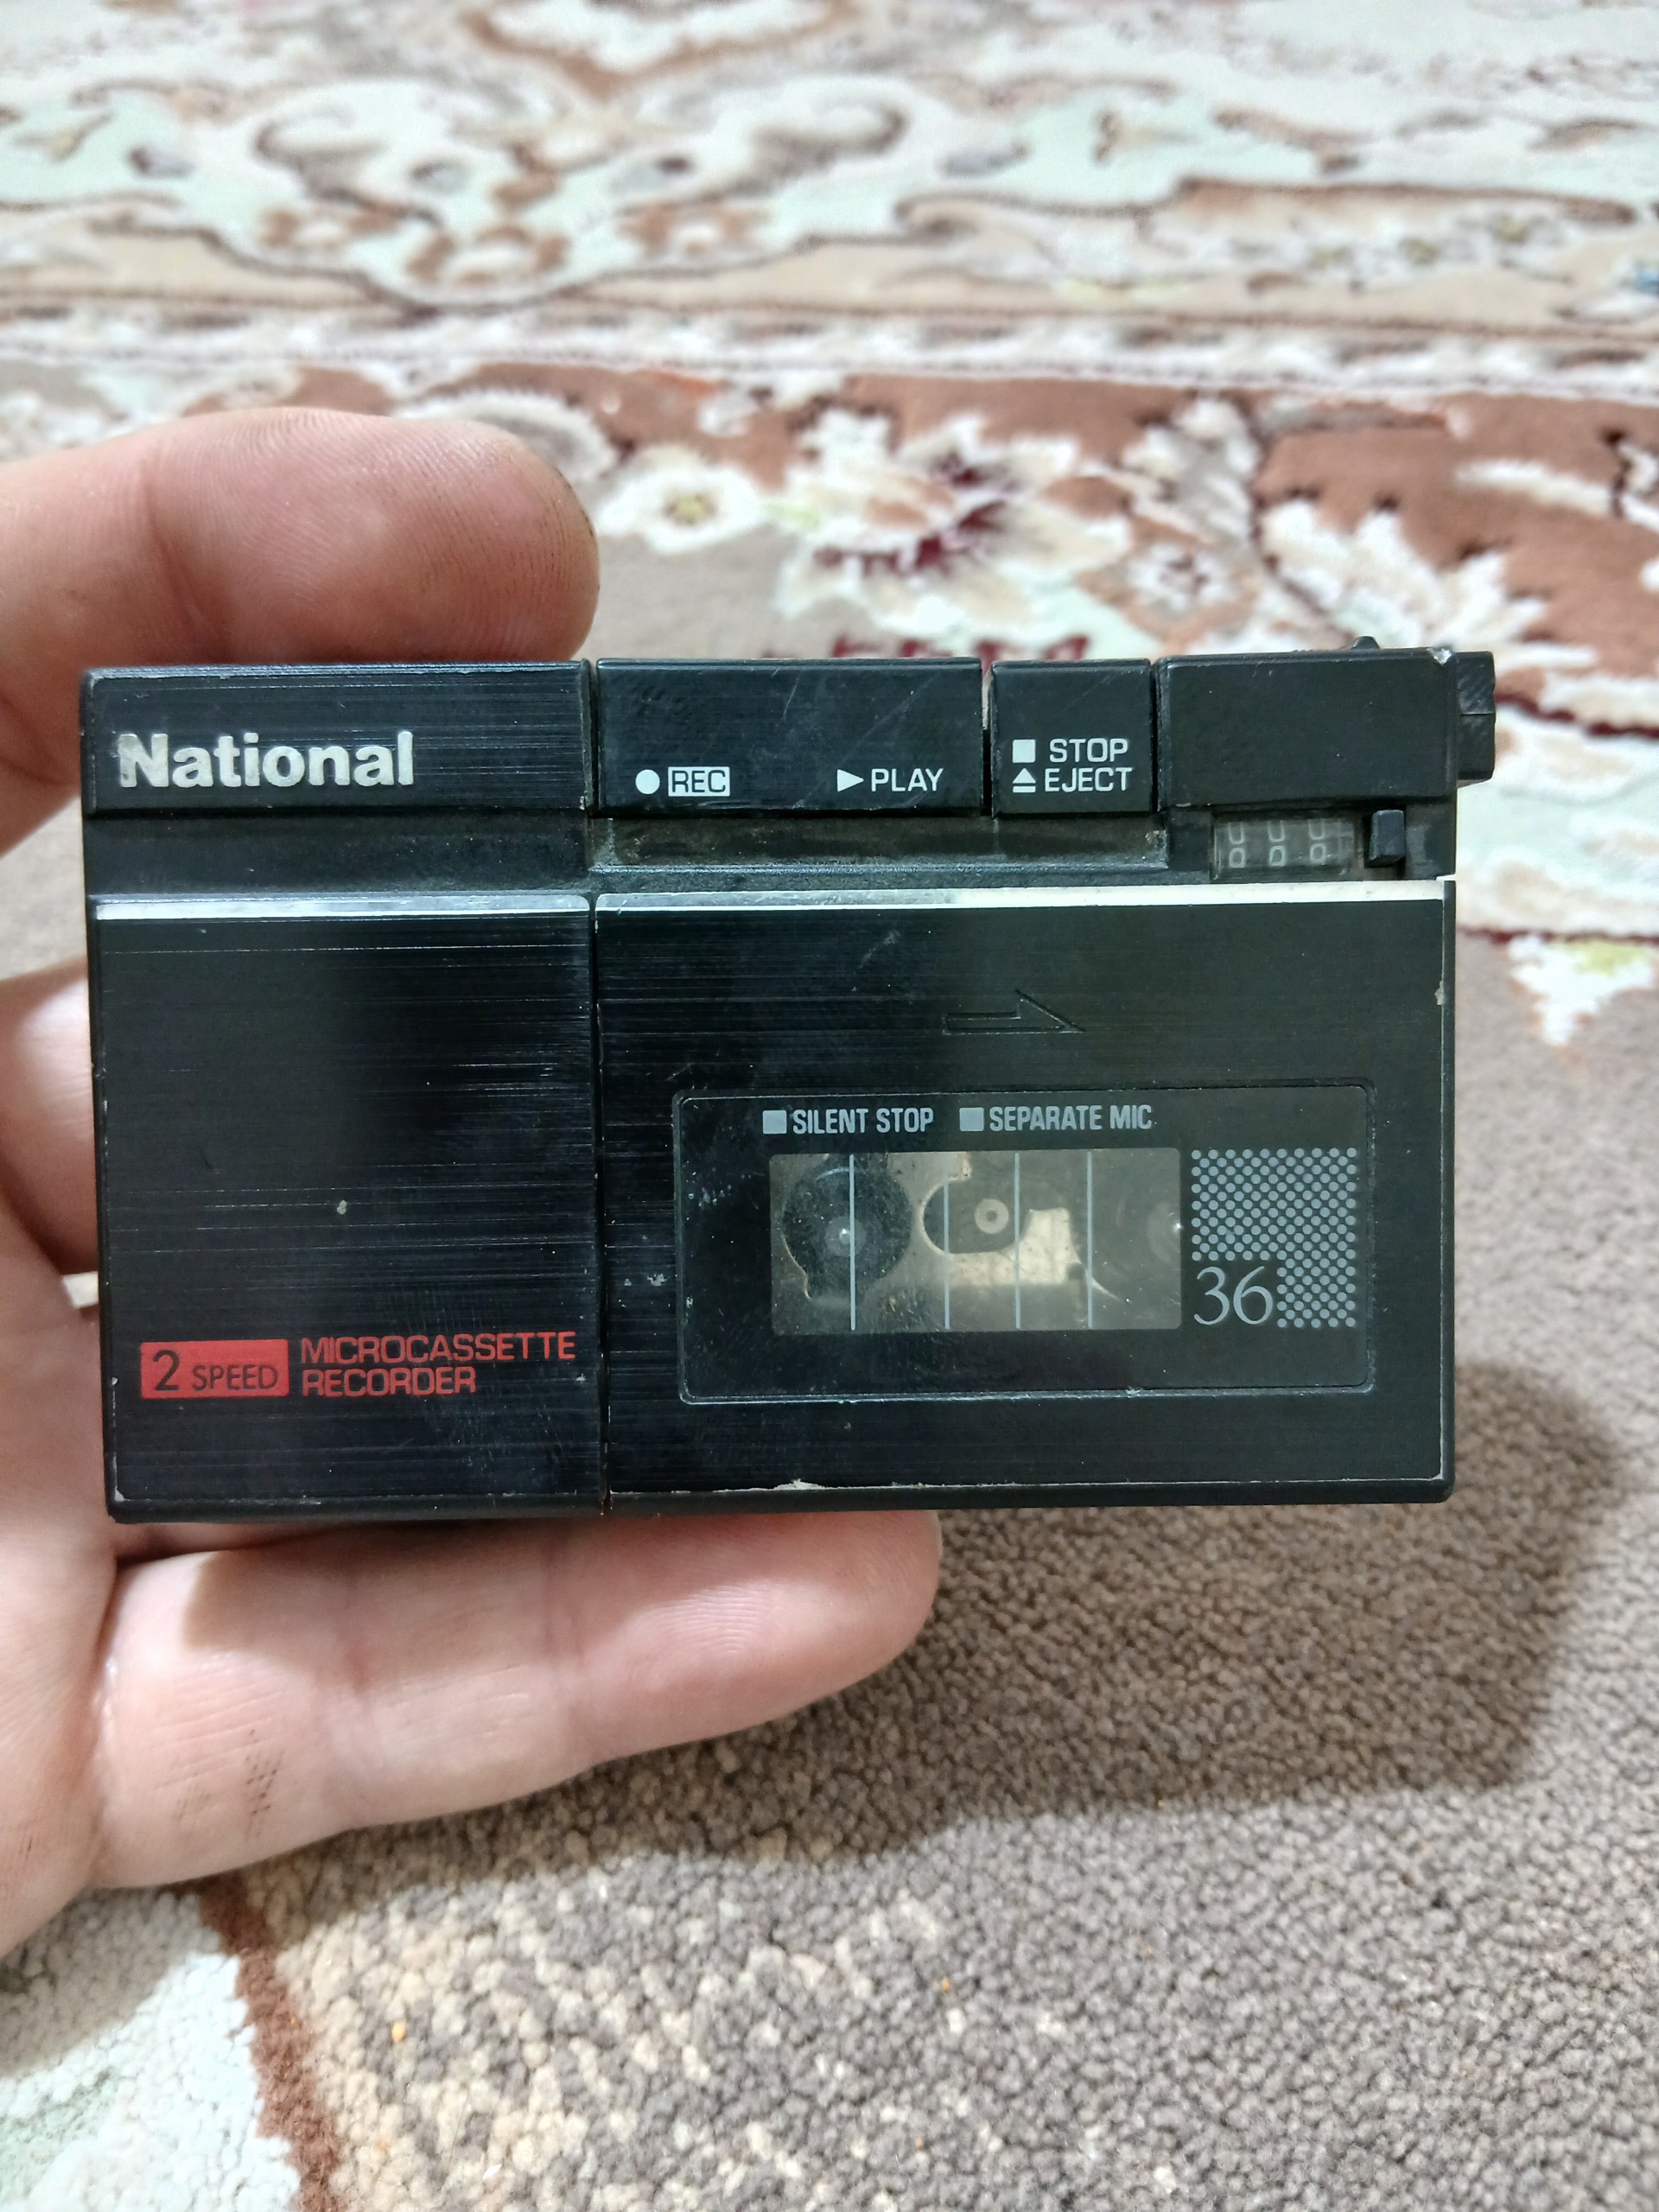 National
REC
PLAY
STOP
EJECT
SILENT STOP
SEPARATE MIC
36
2 SPEED
MICROCASSETTE
RECORDER